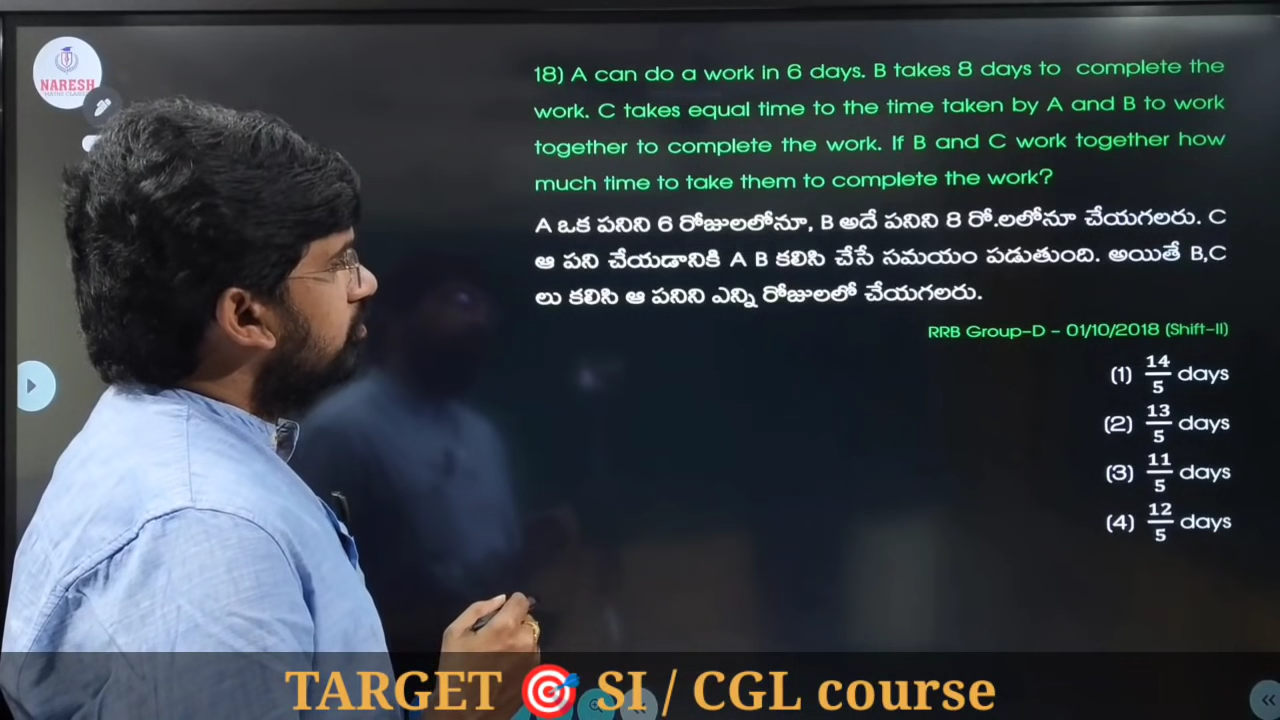 NARESH
18) A can do a work in 6 days. B takes 8 days to complete the
work. C takes equal time to the time taken by A and B to work
together to complete the work. If B and C work together how
much time to take them to complete the work?
A ఒక పనిని 6 రోజులలోనూ, B అదే పనిని 8 రో.లలోనూ చేయగలరు. C
ఆ పని చేయడానికి A B కలిసి చేసే సమయం పడుతుంది. అయితే B,C
లు కలిసి ఆ పనిని ఎన్ని రోజులలో చేయగలరు.
RRB Group-D - 01/10/2018 (Shift-II)
(1) 14/5 days
(2) 13/5 days
(3) 11/5 days
(4) 12/5 days
TARGET 🎯 SI / CGL course